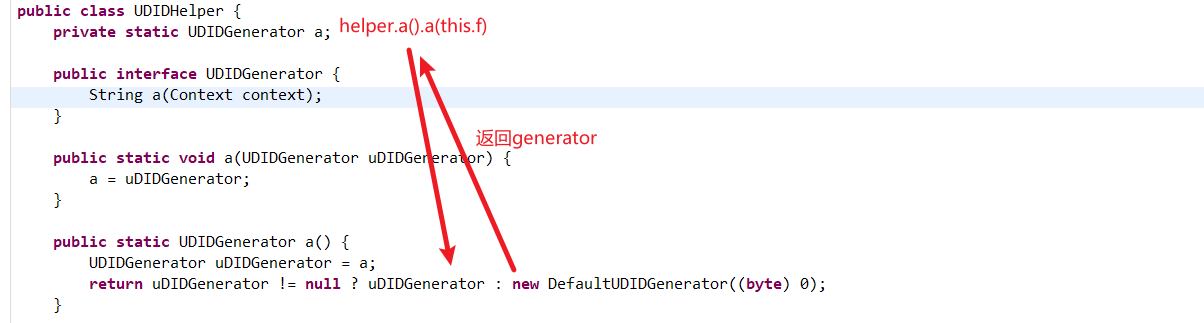 public class UDIDHelper {
private static UDIDGenerator a;
helper.a().a(this.f)
public interface UDIDGenerator {
String a(Context context);
}
返回generator
public static void a(UDIDGenerator uDIDGenerator) {
a = uDIDGenerator;
}
public static UDIDGenerator a() {
UDIDGenerator uDIDGenerator = a;
return uDIDGenerator != null ? uDIDGenerator : new DefaultUDIDGenerator((byte) 0);
}